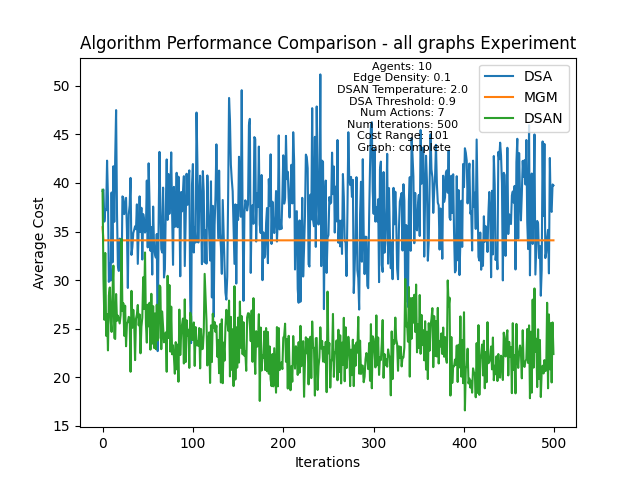 Algorithm Performance Comparison - all graphs Experiment
Agents: 10
Edge Density: 0.1
DSAN Temperature: 2.0
DSA Threshold: 0.9
Num Actions: 7
Num Iterations: 500
Cost Range: 101
Graph: complete
DSA
MGM
DSAN
Average Cost
50
45
40
35
30
25
20
15
0
100
200
300
400
500
Iterations